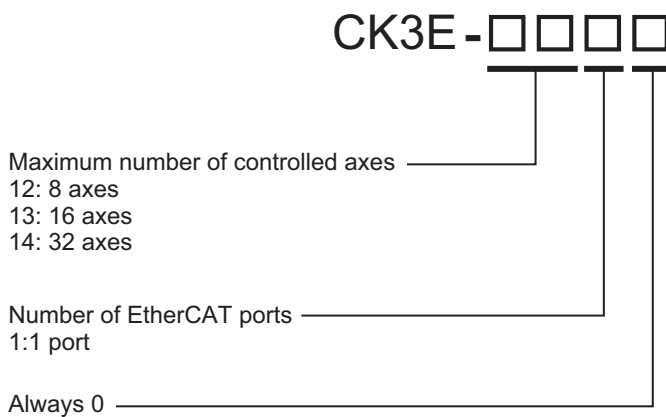 CK3E-□□□□
Maximum number of controlled axes
12: 8 axes
13: 16 axes
14: 32 axes
Number of EtherCAT ports
1:1 port
Always 0